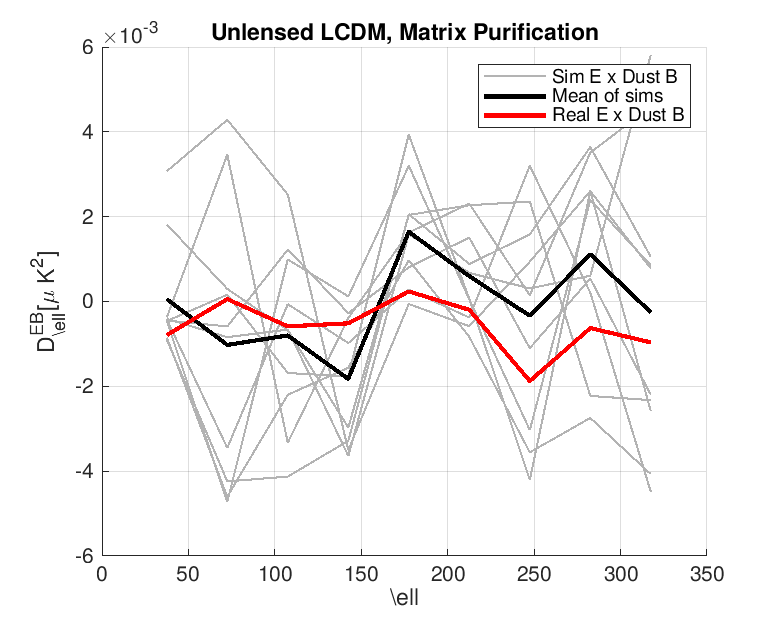 Unlensed LCDM, Matrix Purification
×10^-3
Sim E x Dust B
Mean of sims
Real E x Dust B
6
4
2
0
-2
-4
-6
D_\ell^EB[μ K^2]
0 50 100 150 200 250 300 350
\ell